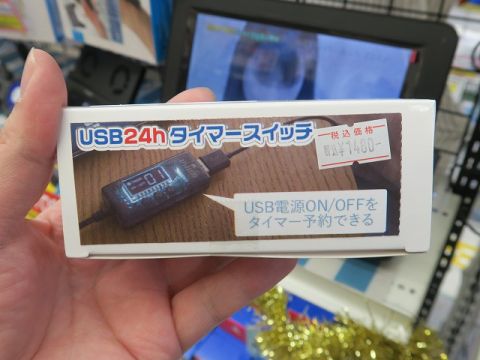 USB24hタイマースイッチ
税込価格
税込¥1480-
USB電源ON/OFFを
タイマー予約できる